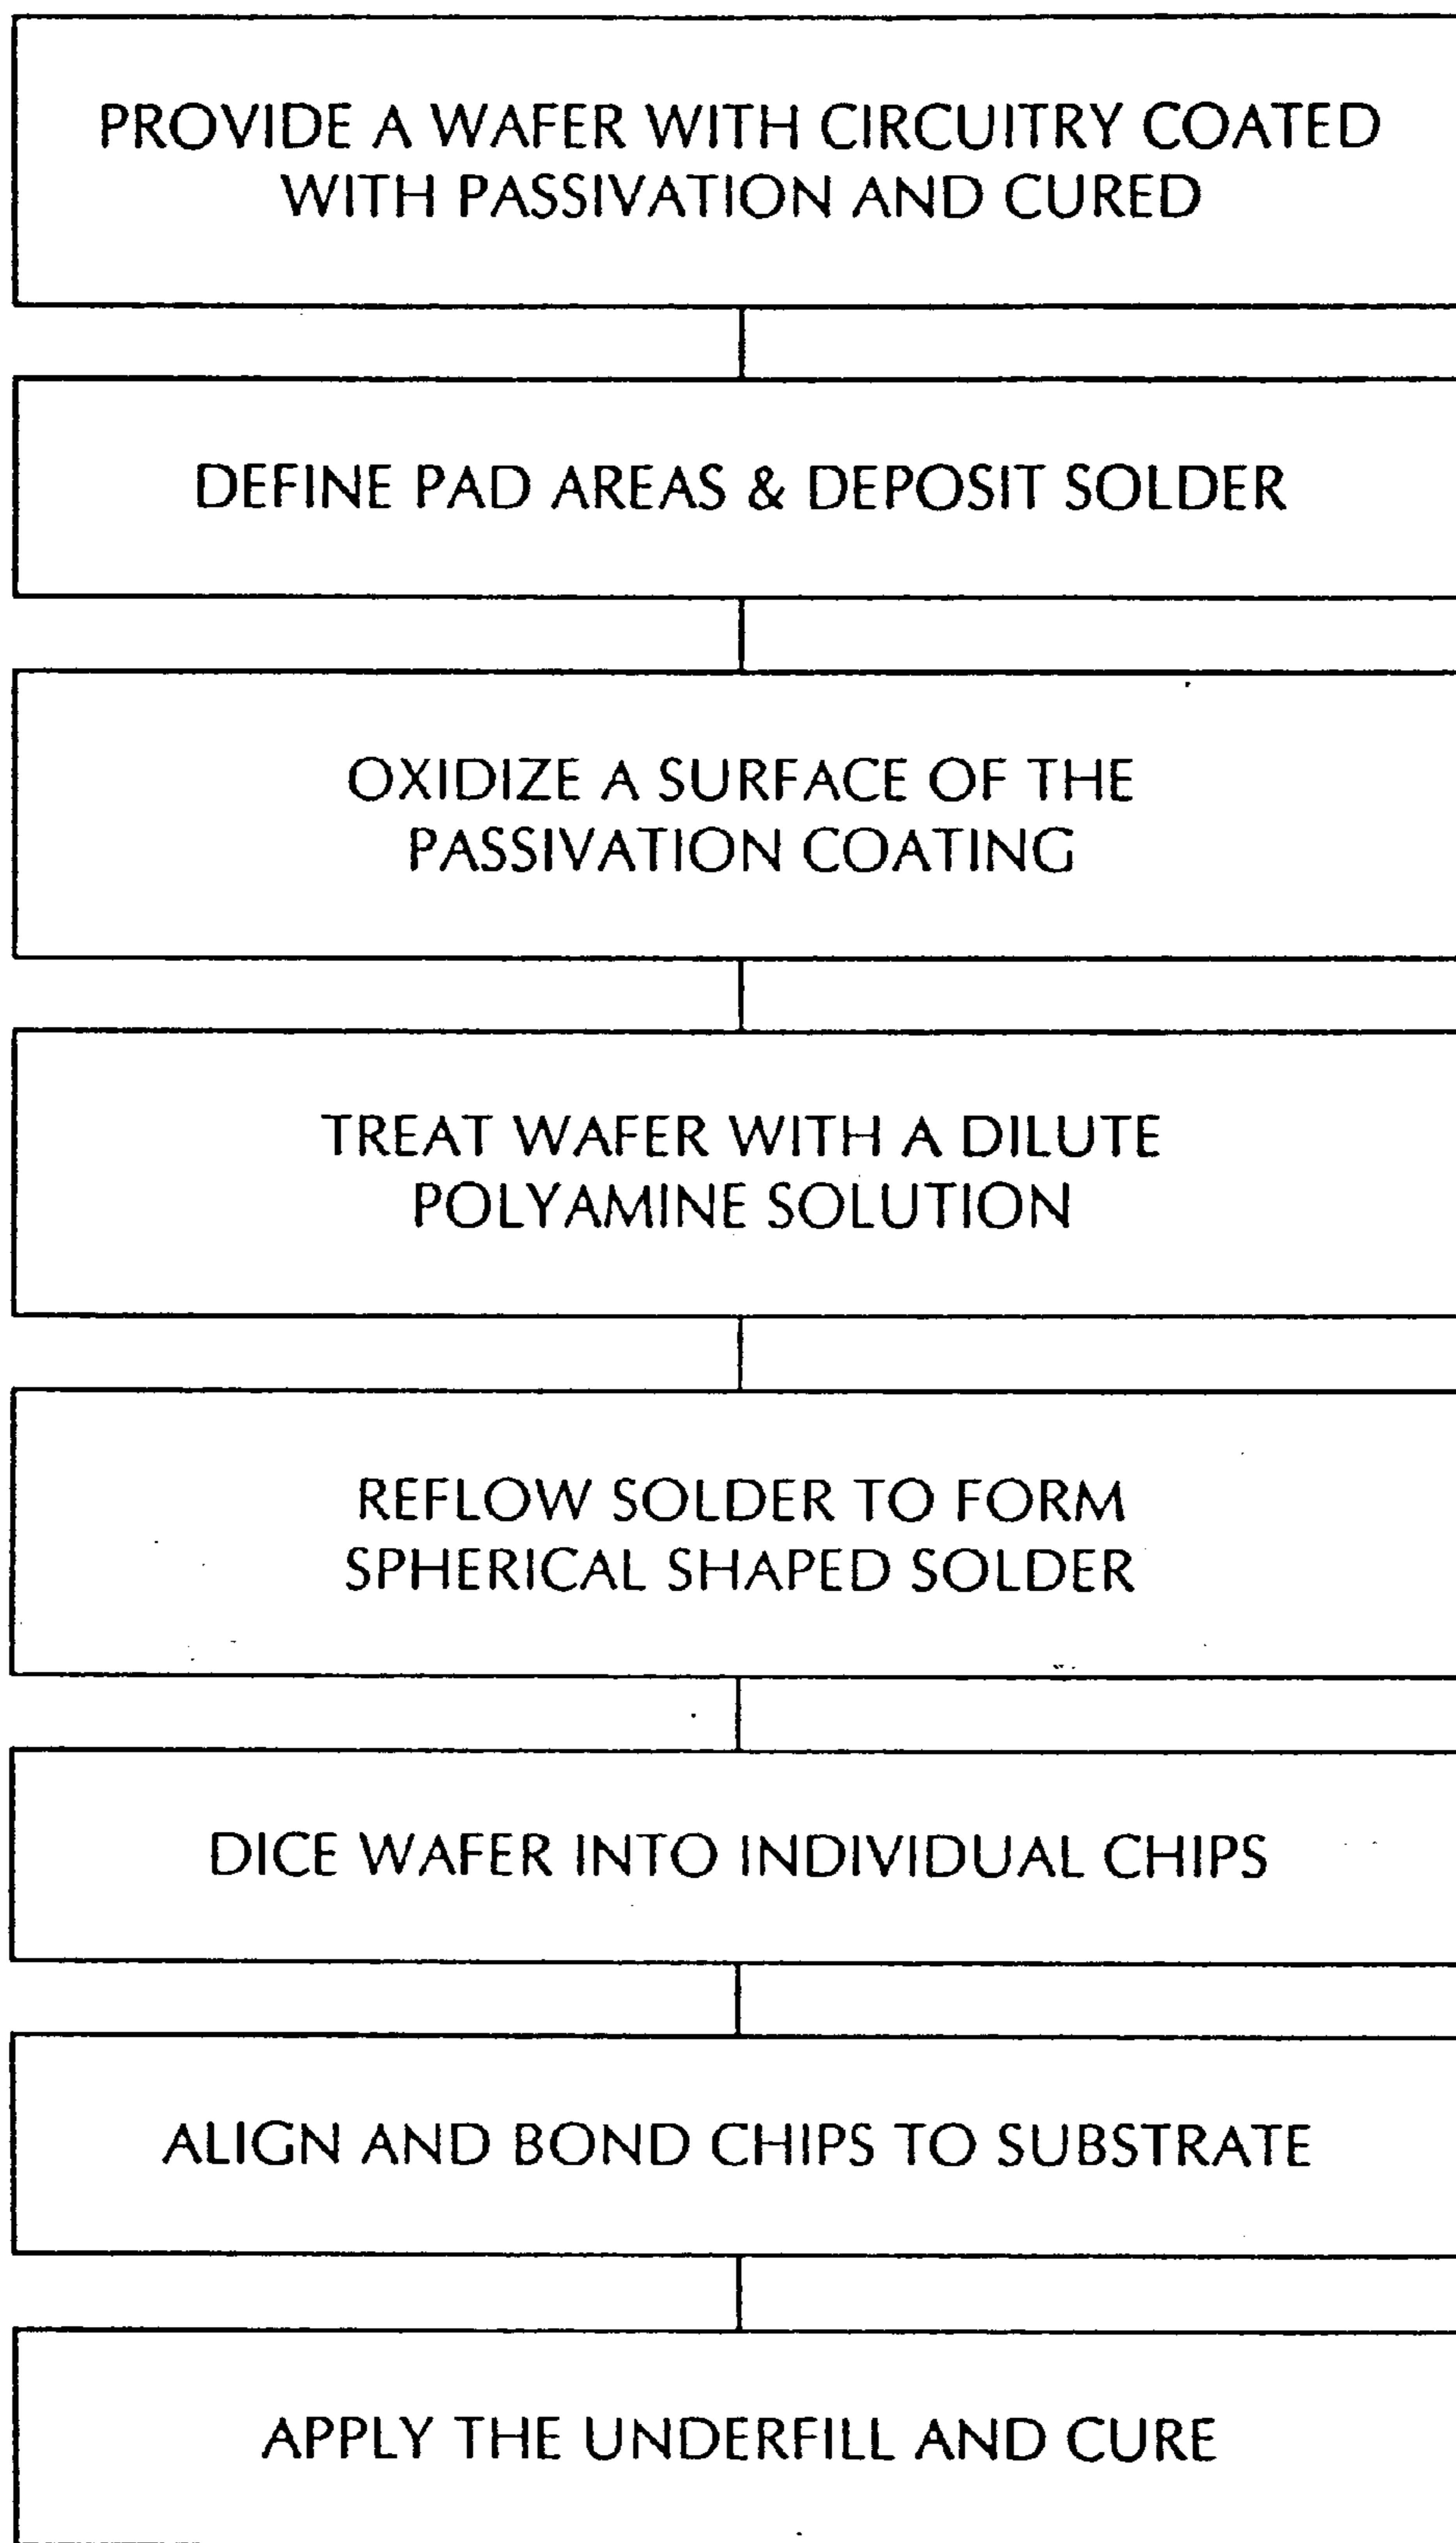 PROVIDE A WAFER WITH CIRCUITRY COATED
WITH PASSIVATION AND CURED
DEFINE PAD AREAS & DEPOSIT SOLDER
OXIDIZE A SURFACE OF THE
PASSIVATION COATING
TREAT WAFER WITH A DILUTE
POLYAMINE SOLUTION
REFLOW SOLDER TO FORM
SPHERICAL SHAPED SOLDER
DICE WAFER INTO INDIVIDUAL CHIPS
ALIGN AND BOND CHIPS TO SUBSTRATE
APPLY THE UNDERFILL AND CURE